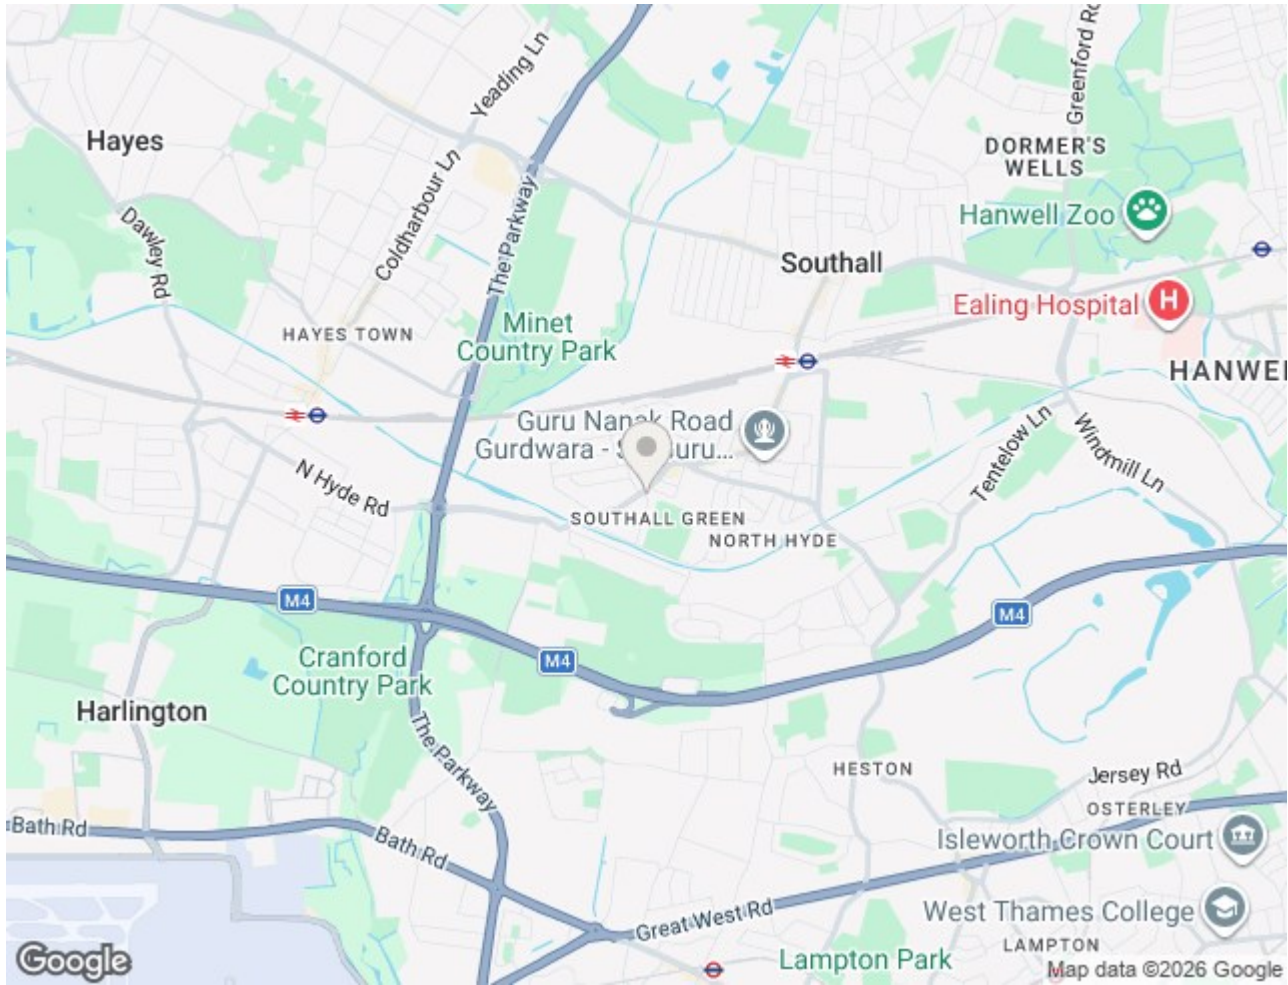 Yeading Ln
Greenford Ro
Hayes
Coldharbour Ln
DORMER'S
WELLS
The Parkway
Hanwell Zoo
Dawley Rd
Southall
Ealing Hospital
H
HAYES TOWN
Minet
Country Park
HANWEL
Guru Nanak Road
Gurdwara - S
uru...
Tentelow Ln
Windmill Ln
N Hyde Rd
SOUTHALL GREEN
NORTH HYDE
M4
M4
M4
Cranford
Country Park
Harlington
The Parkway
HESTON
Jersey Rd
OSTERLEY
Bath Rd
Bath Rd
Isleworth Crown Court
Great West Rd
West Thames College
LAMPTON
Lampton Park
Google
Map data ©2026 Google